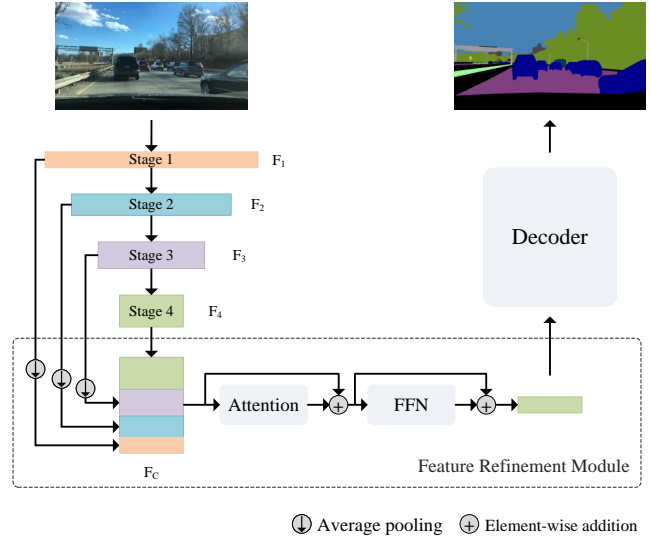 Stage 1
F1
Stage 2
F2
Stage 3
F3
Stage 4
F4
Decoder
Attention
FFN
FC
Feature Refinement Module
Average pooling
Element-wise addition